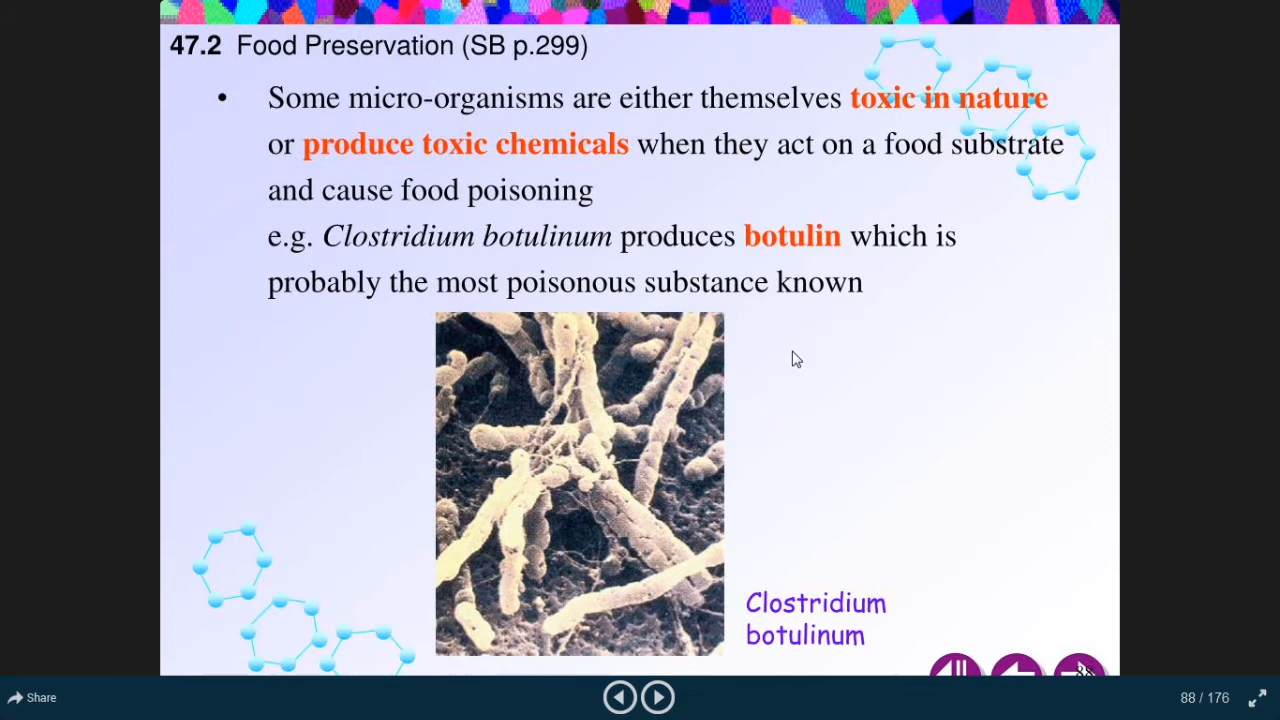 47.2 Food Preservation (SB p.299)
• Some micro-organisms are either themselves toxic in nature
or produce toxic chemicals when they act on a food substrate
and cause food poisoning
e.g. Clostridium botulinum produces botulin which is
probably the most poisonous substance known
Clostridium
botulinum
88
Share
88 / 176